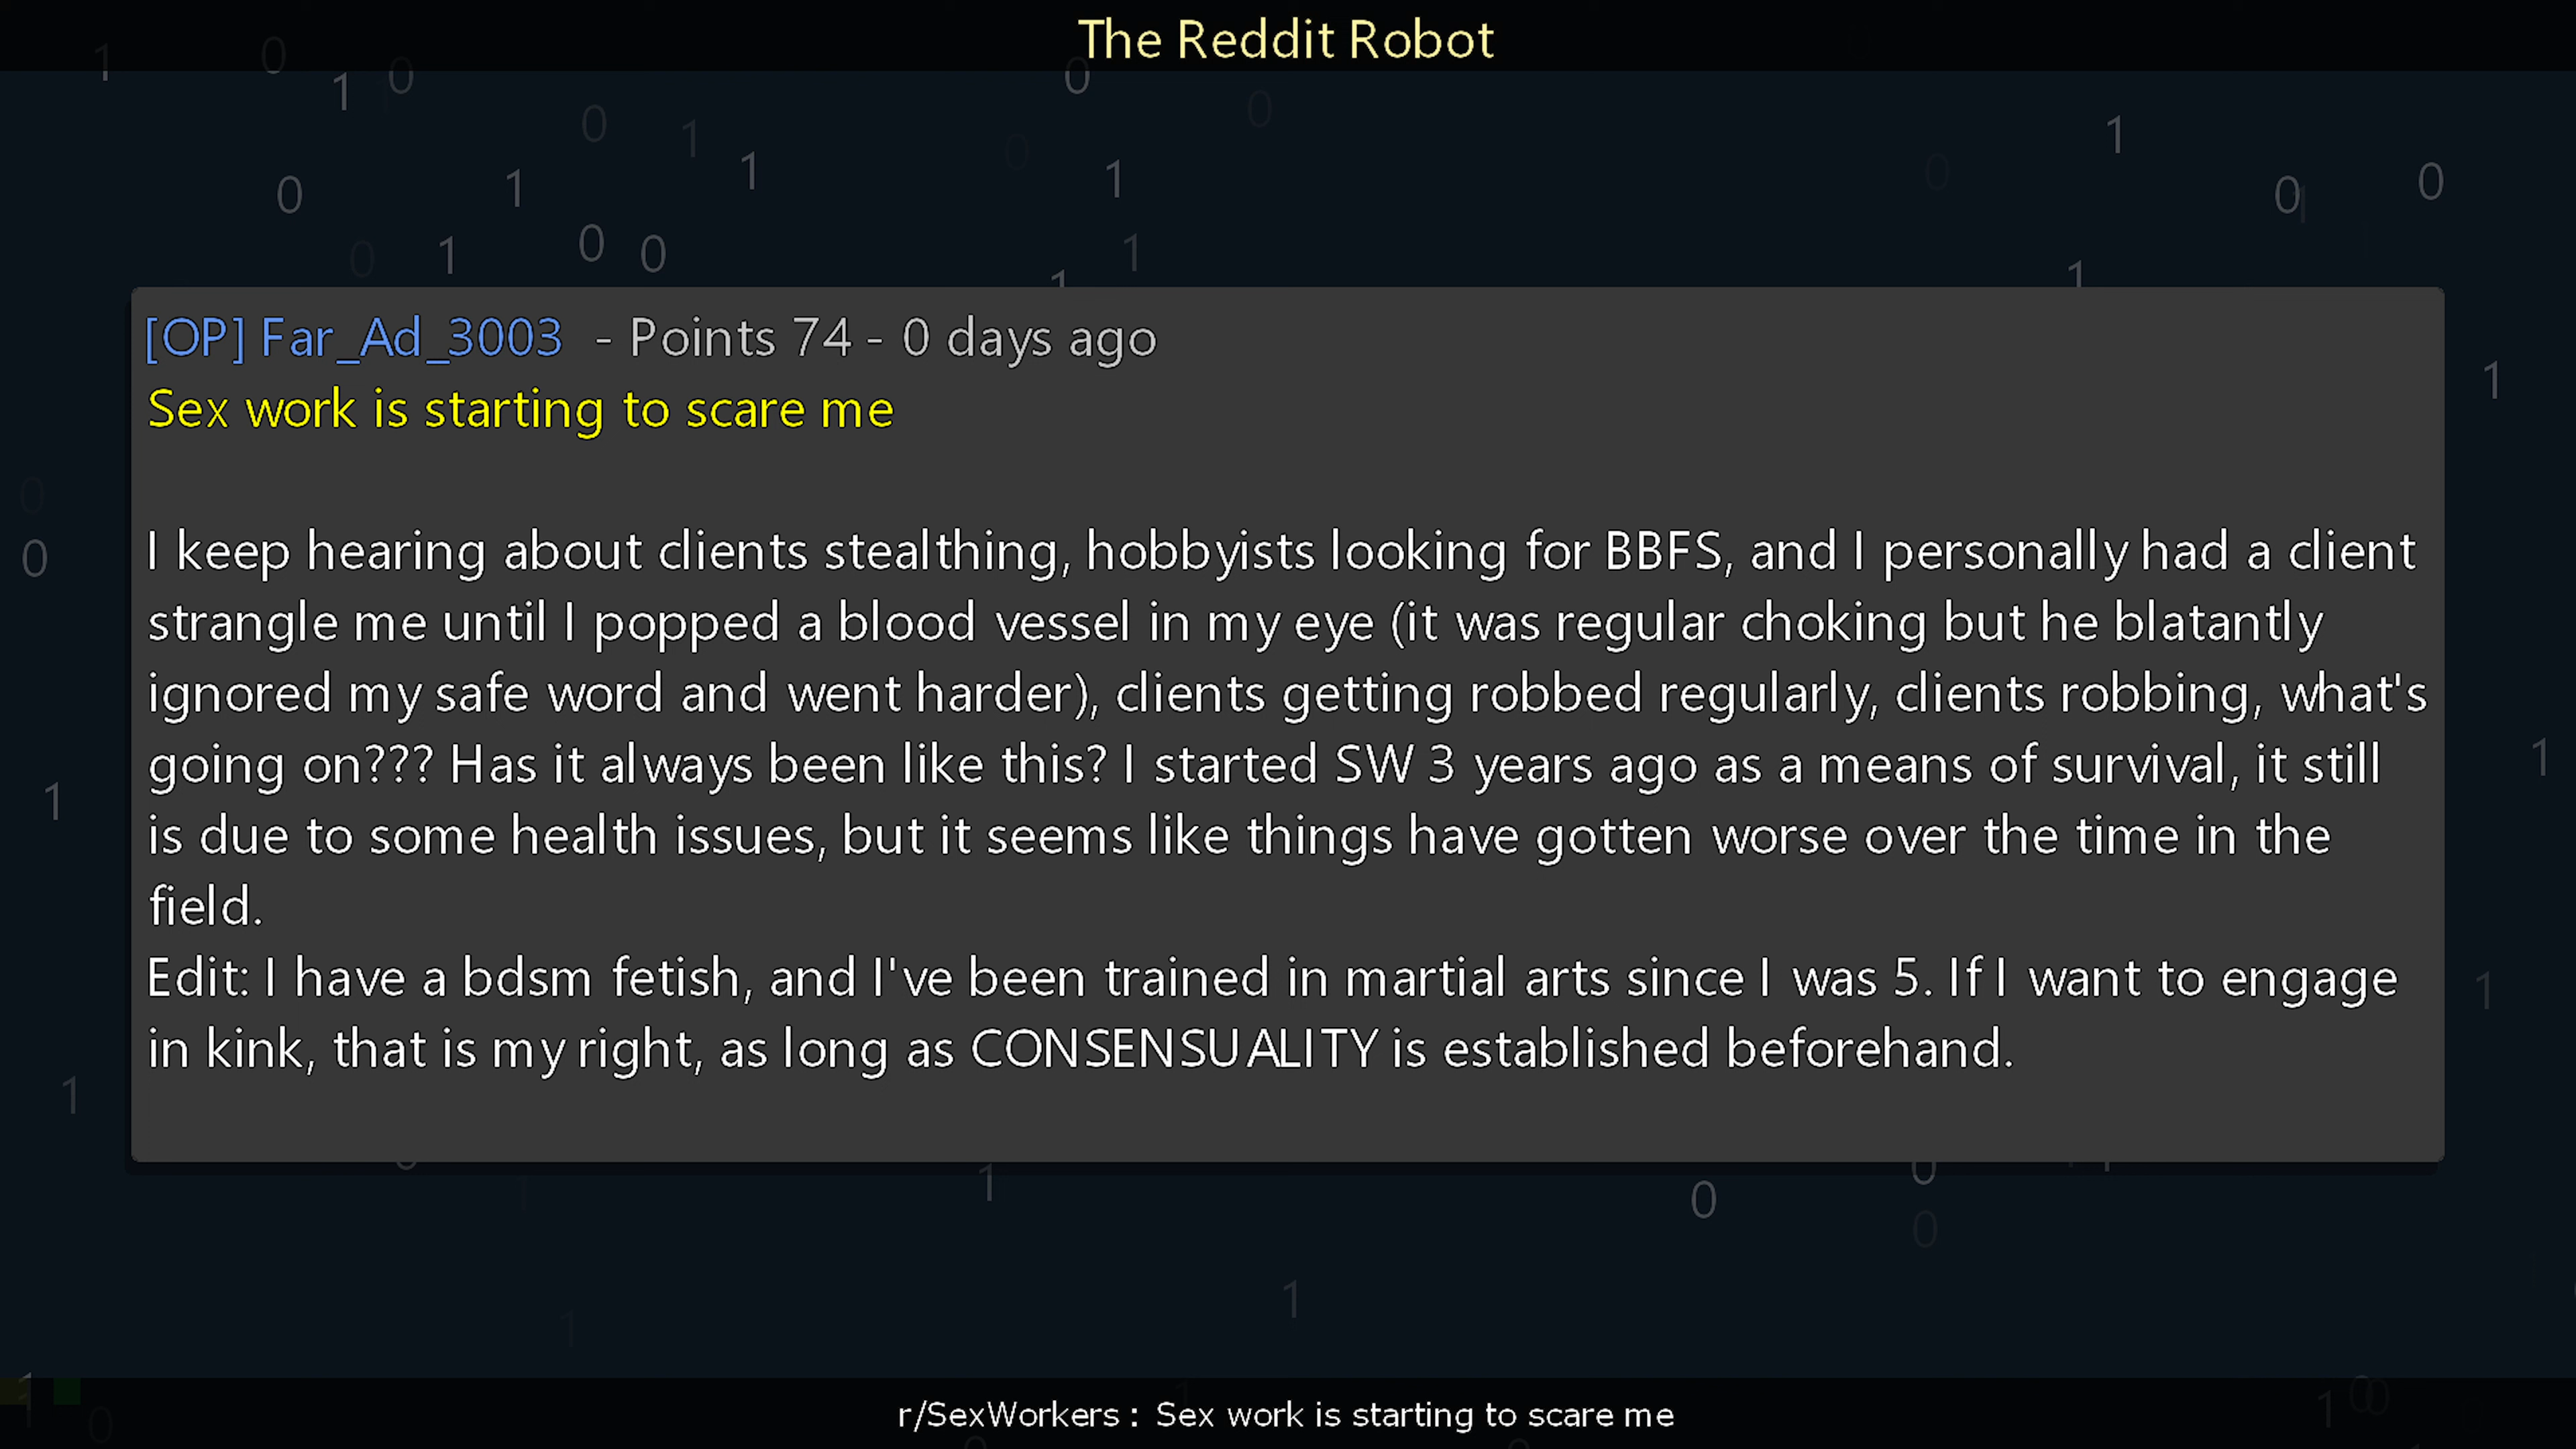 The Reddit Robot
[OP] Far_Ad_3003 - Points 74 - 0 days ago
Sex work is starting to scare me
I keep hearing about clients stealthing, hobbyists looking for BBFS, and I personally had a client
strangle me until I popped a blood vessel in my eye (it was regular choking but he blatantly
ignored my safe word and went harder), clients getting robbed regularly, clients robbing, what's
going on??? Has it always been like this? I started SW 3 years ago as a means of survival, it still
is due to some health issues, but it seems like things have gotten worse over the time in the
field.
Edit: I have a bdsm fetish, and I've been trained in martial arts since I was 5. If I want to engage
in kink, that is my right, as long as CONSENSUALITY is established beforehand.
r/SexWorkers : Sex work is starting to scare me